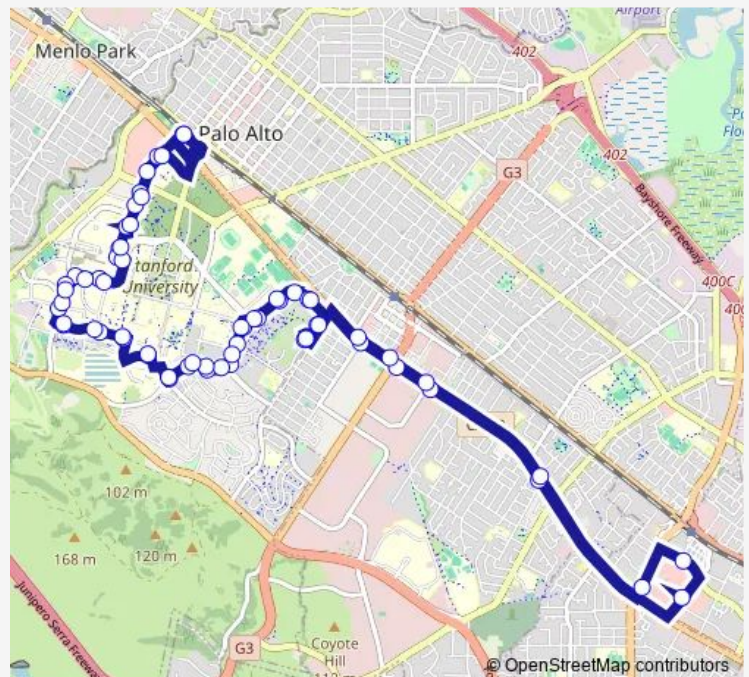 Airport
Menlo Park
402
Palo Alto
G3
402
Bayshore Freeway
tanford
University
400C
102 m
168 m
120 m
Junipero Serra Freeway
G3
Coyote
Hill
© OpenStreetMap contributors